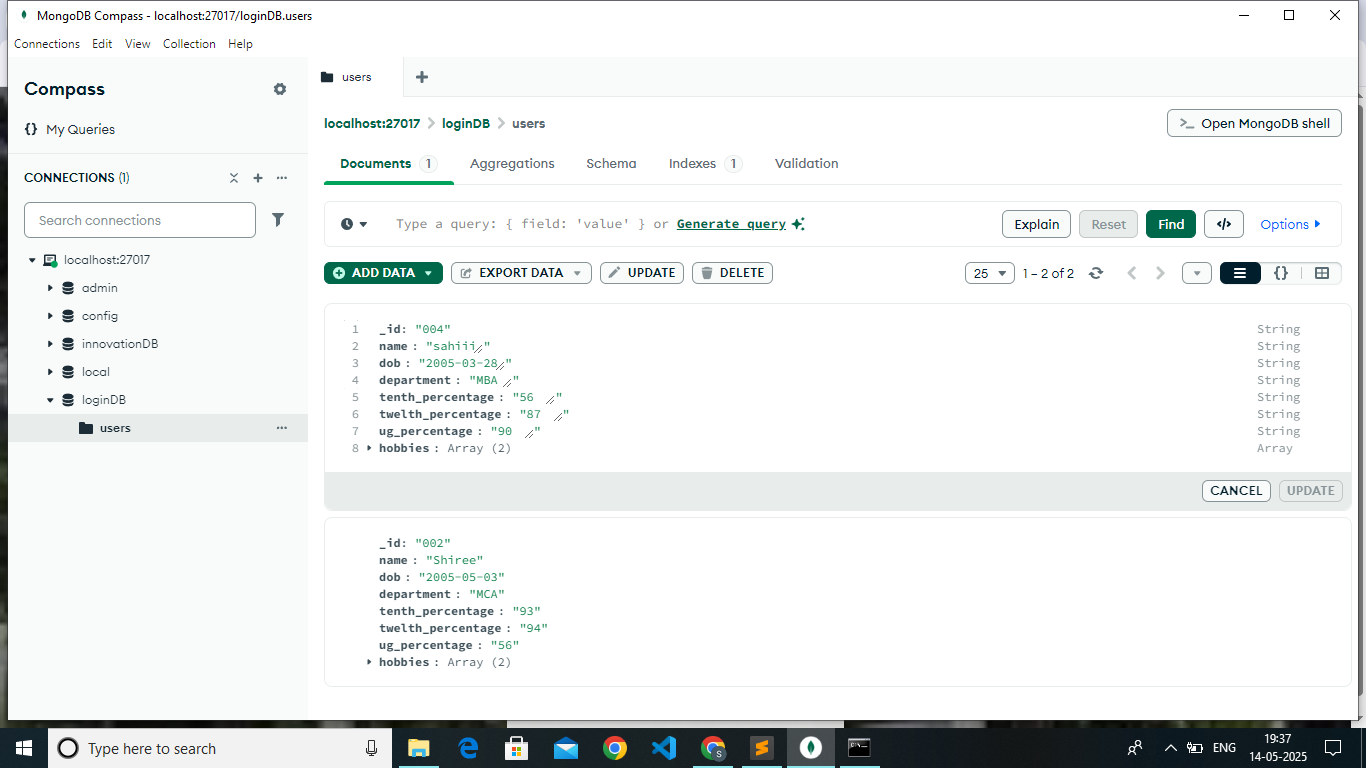 MongoDB Compass - localhost:27017/loginDB.users
Connections Edit View Collection Help
Compass
{} My Queries
CONNECTIONS (1)
Search connections
localhost:27017
admin
config
innovationDB
local
loginDB
users
users
localhost:27017 > loginDB > users
>_ Open MongoDB shell
Documents 1 Aggregations Schema Indexes 1 Validation
Type a query: { field: 'value' } or Generate query
Explain Reset Find </> Options
ADD DATA EXPORT DATA UPDATE DELETE
25 1 – 2 of 2 {}
1 _id: "004" String
2 name : "sahiii" String
3 dob : "2005-03-28" String
4 department : "MBA" String
5 tenth_percentage : "56" String
6 twelth_percentage : "87" String
7 ug_percentage : "90" String
8 hobbies : Array (2) Array
CANCEL UPDATE
_id: "002"
name : "Shiree"
dob : "2005-05-03"
department : "MCA"
tenth_percentage : "93"
twelth_percentage : "94"
ug_percentage : "56"
hobbies : Array (2)
Type here to search
S
ENG
19:37
14-05-2025